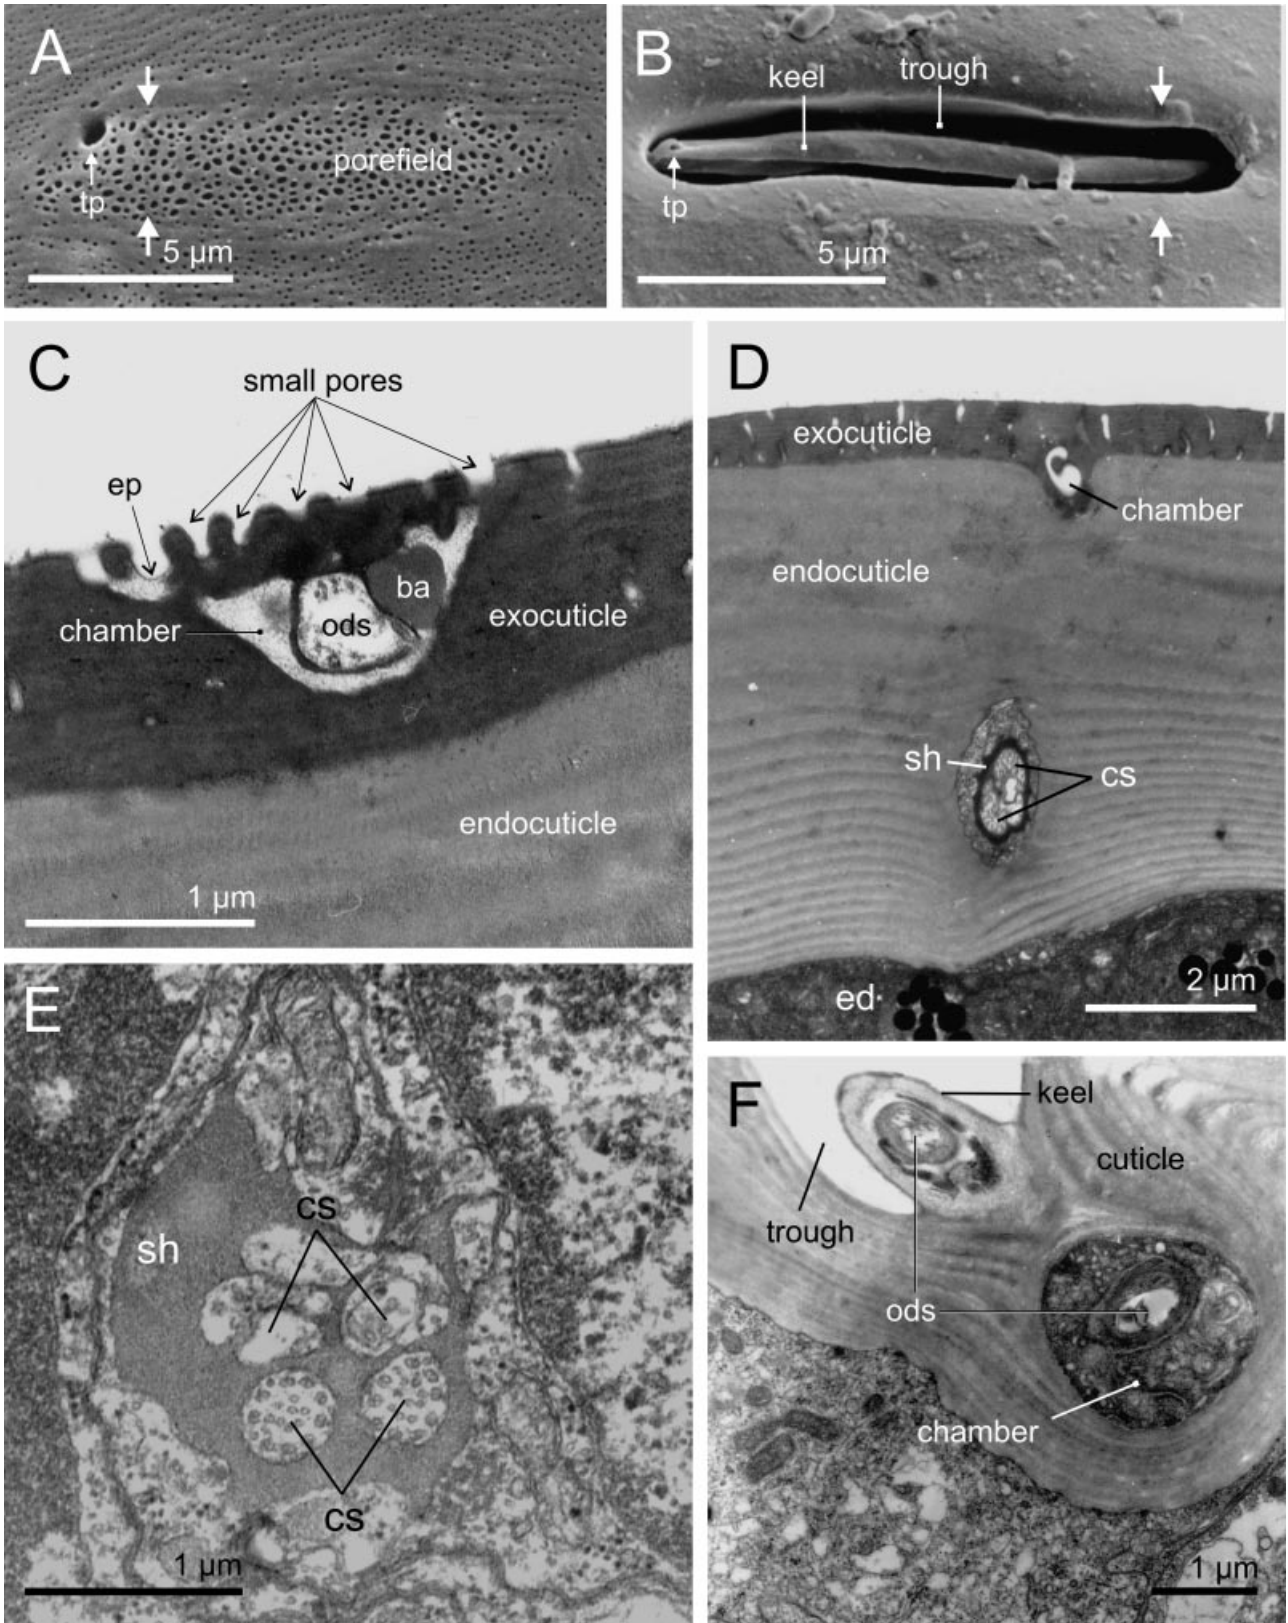 A
porefield
tp
5 µm
B
keel
trough
tp
5 µm
C
small pores
ep
ba
ods
chamber
exocuticle
endocuticle
1 µm
D
exocuticle
chamber
endocuticle
sh
cs
ed
2 µm
E
cs
sh
cs
1 µm
F
keel
cuticle
trough
ods
chamber
1 µm